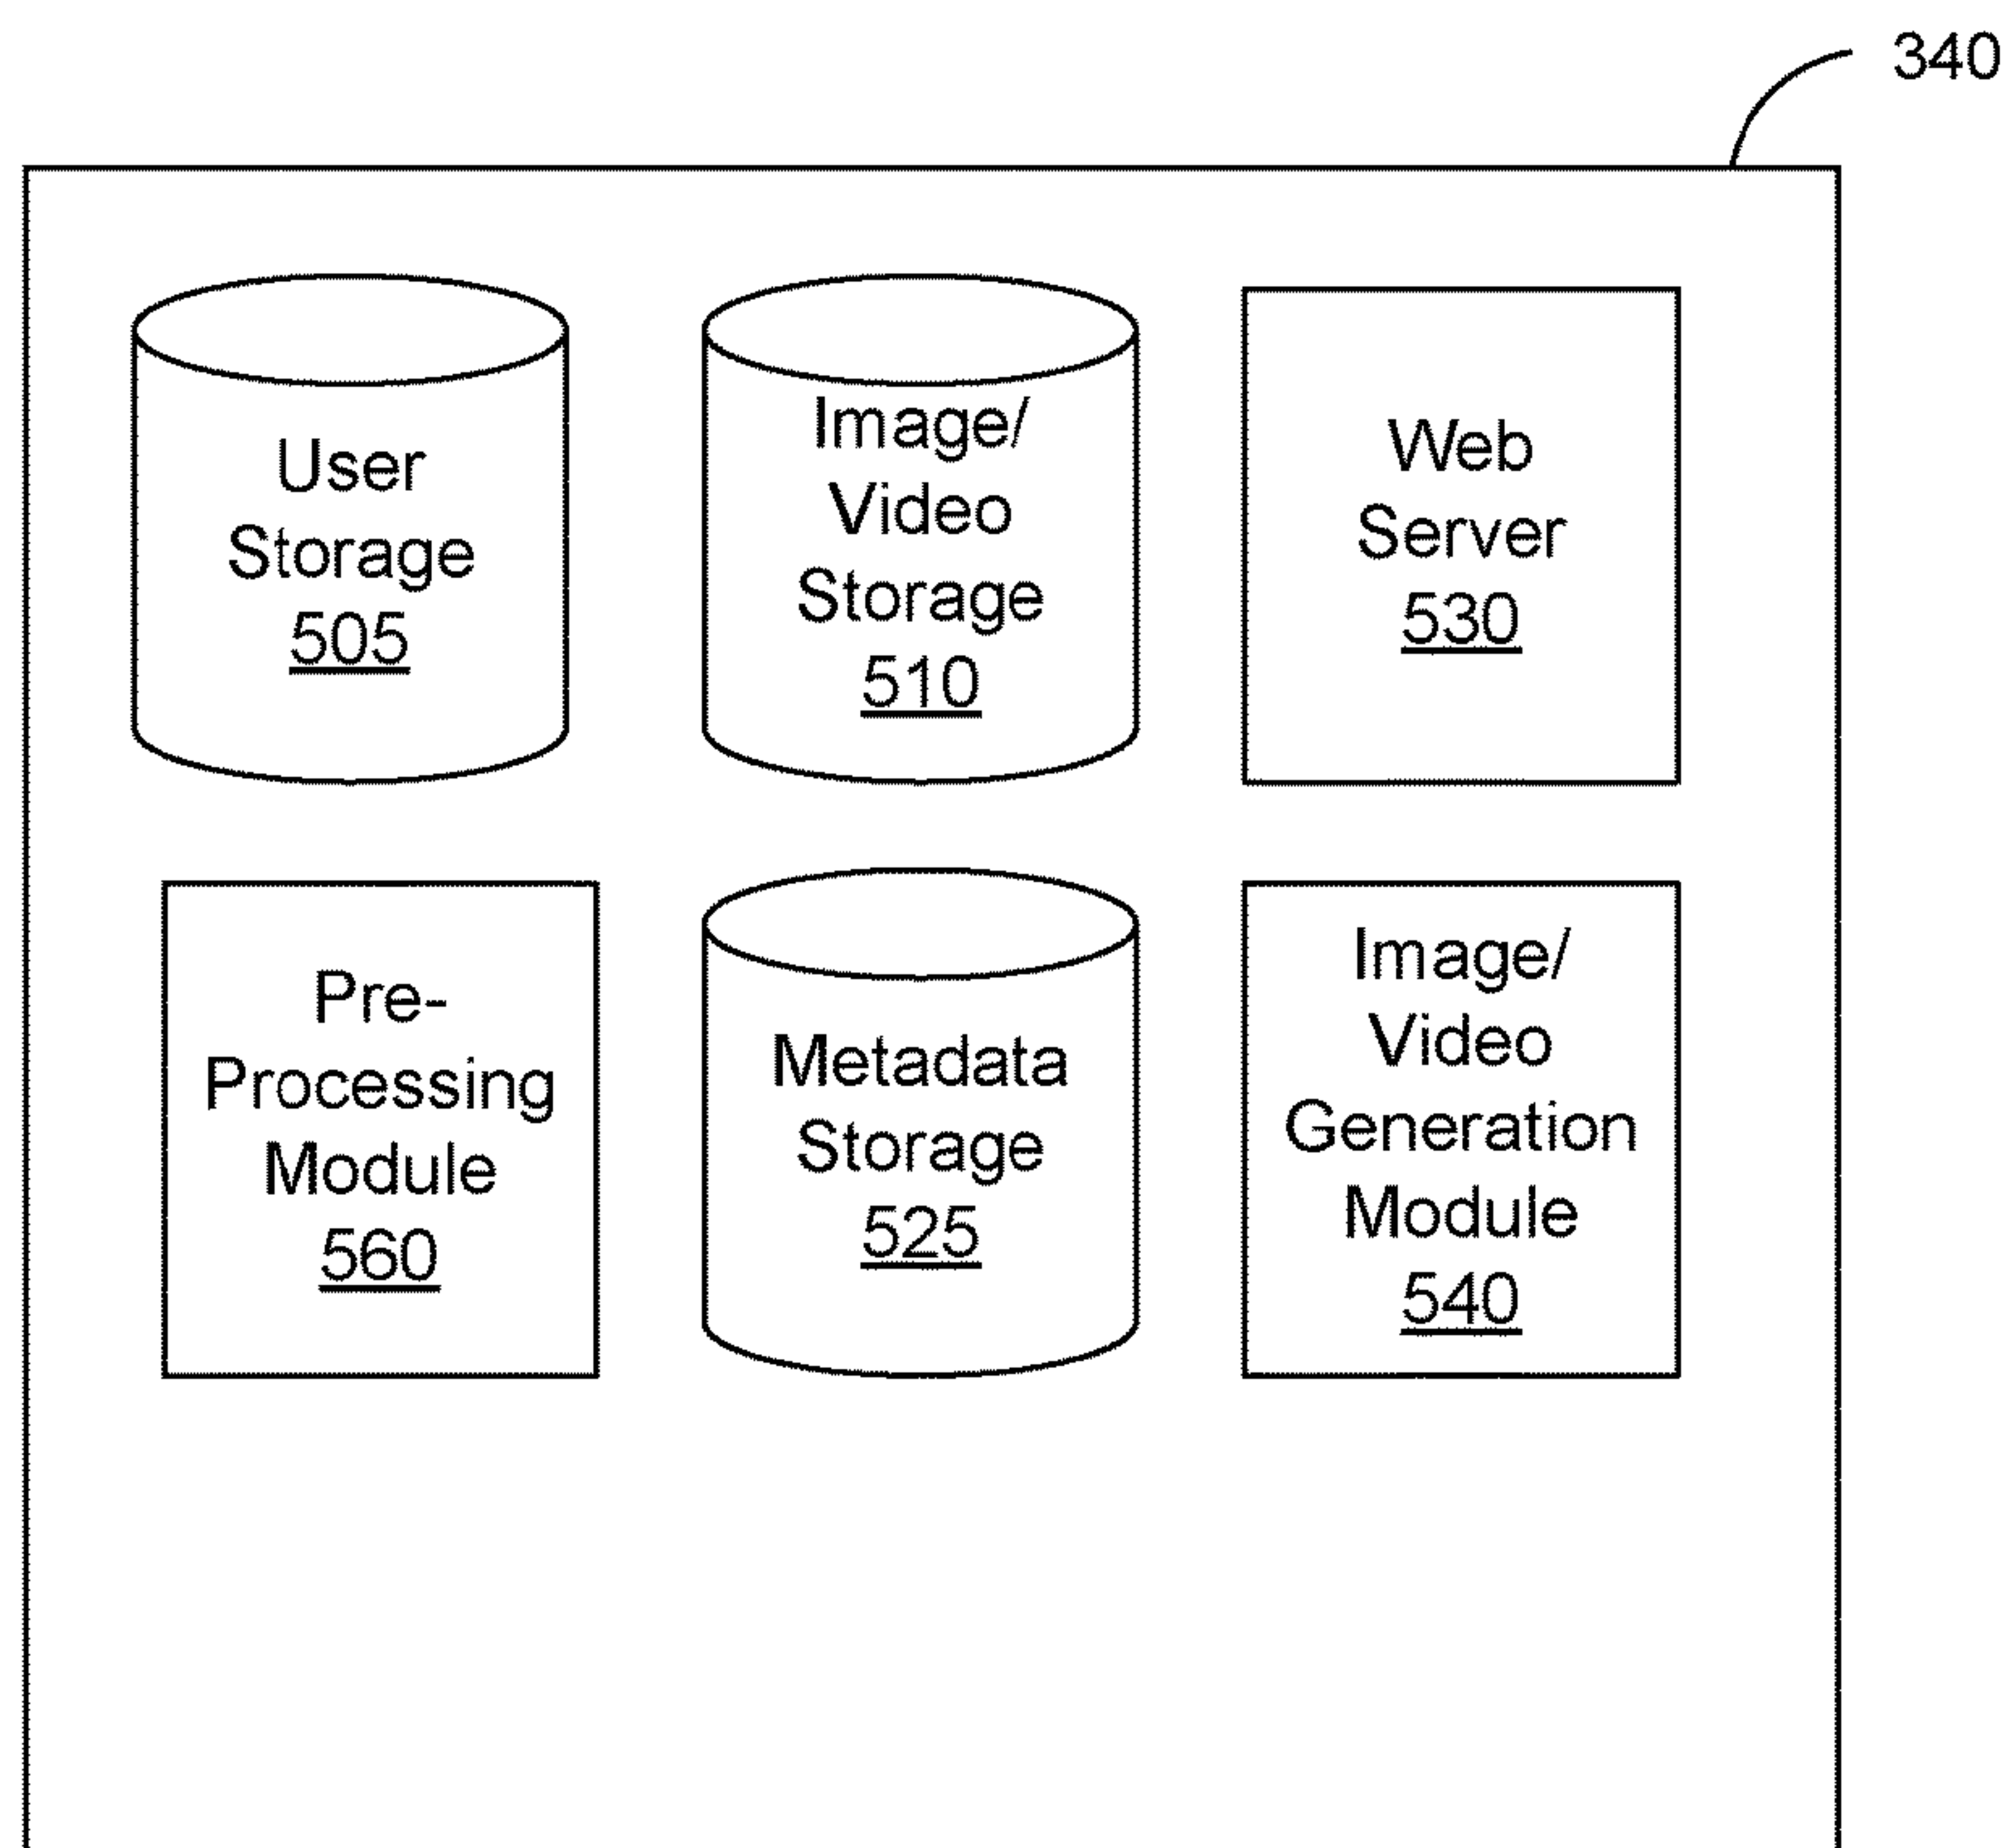 340
User
Storage
505
Image/
Video
Storage
510
Web
Server
530
Pre-
Processing
Module
560
Metadata
Storage
525
Image/
Video
Generation
Module
540